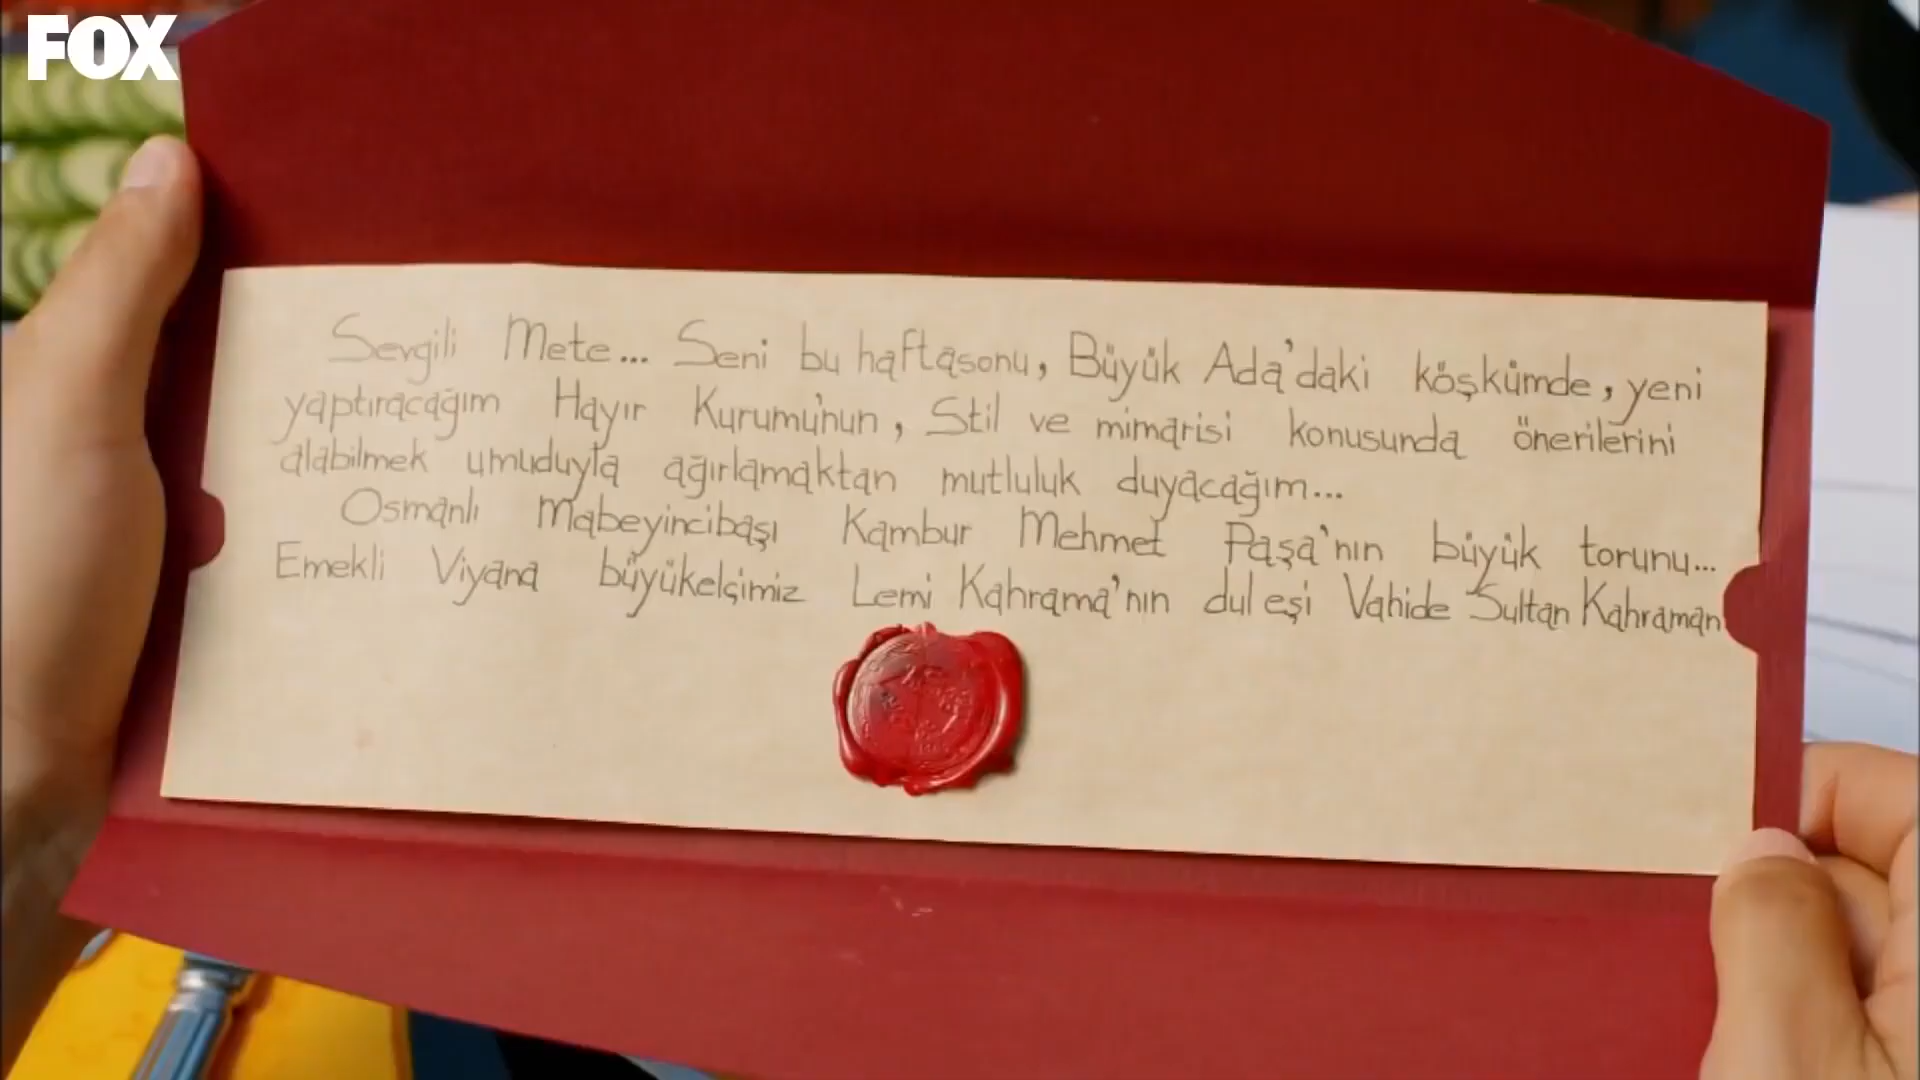 FOX
Sevgili Mete... Seni bu haftasonu, Büyük Ada'daki köşkümde, yeni
yaptıracağım Hayır Kurumu'nun, Stil ve mimarisi konusunda önerilerini
alabilmek umuduyla ağırlamaktan mutluluk duyacağım...
Osmanlı Mabeyincibaşı Kambur Mehmet Paşa'nın büyük torunu...
Emekli Viyana büyükelçimiz Lemi Kahrama'nın dul eşi Vahide Sultan Kahraman